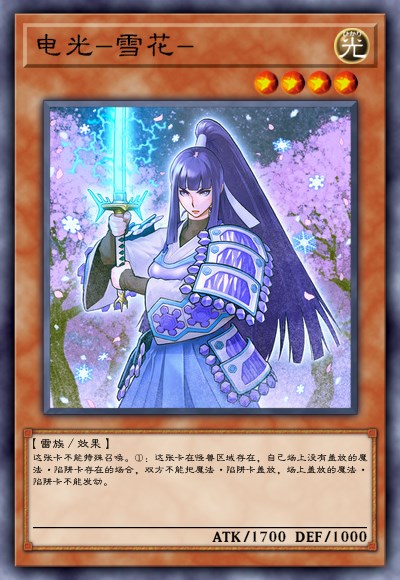 电光-雪花-
光
【雷族／效果】
这张卡不能特殊召唤。①：这张卡在怪兽区域存在，自己场上没有盖放的魔
法·陷阱卡存在的场合，双方不能把魔法·陷阱卡盖放，场上盖放的魔法·
陷阱卡不能发动。
ATK/1700 DEF/1000